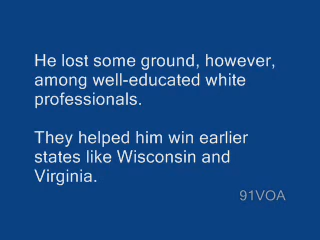 He lost some ground, however,
among well-educated white
professionals.
They helped him win earlier
states like Wisconsin and
Virginia.
91VOA